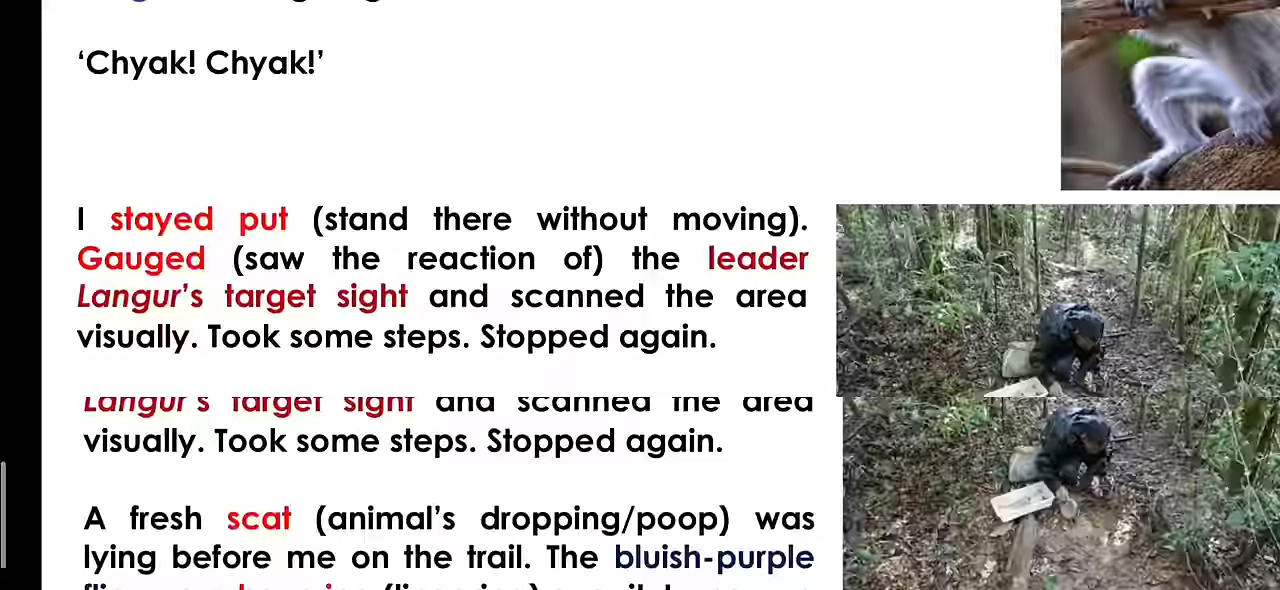 ‘Chyak! Chyak!’
I stayed put (stand there without moving).
Gauged (saw the reaction of) the leader
Langur’s target sight and scanned the area
visually. Took some steps. Stopped again.
Langur’s target sight and scanned the area
visually. Took some steps. Stopped again.
A fresh scat (animal’s dropping/poop) was
lying before me on the trail. The bluish-purple